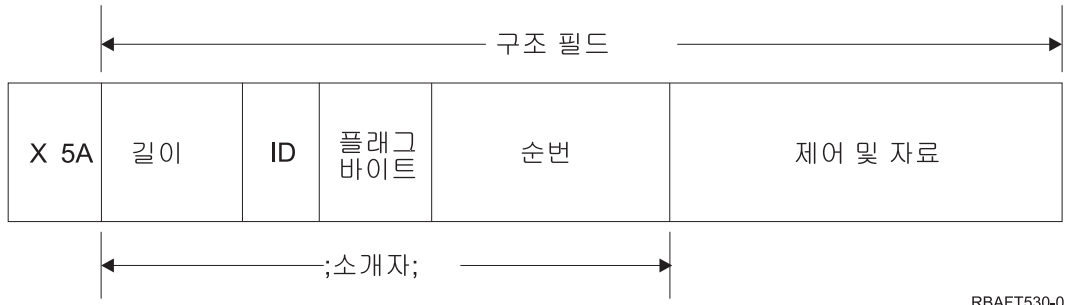 구조 필드
X 5A
길이
ID
플래그
바이트
순번
제어 및 자료
;소개자;
RBAFT530-0